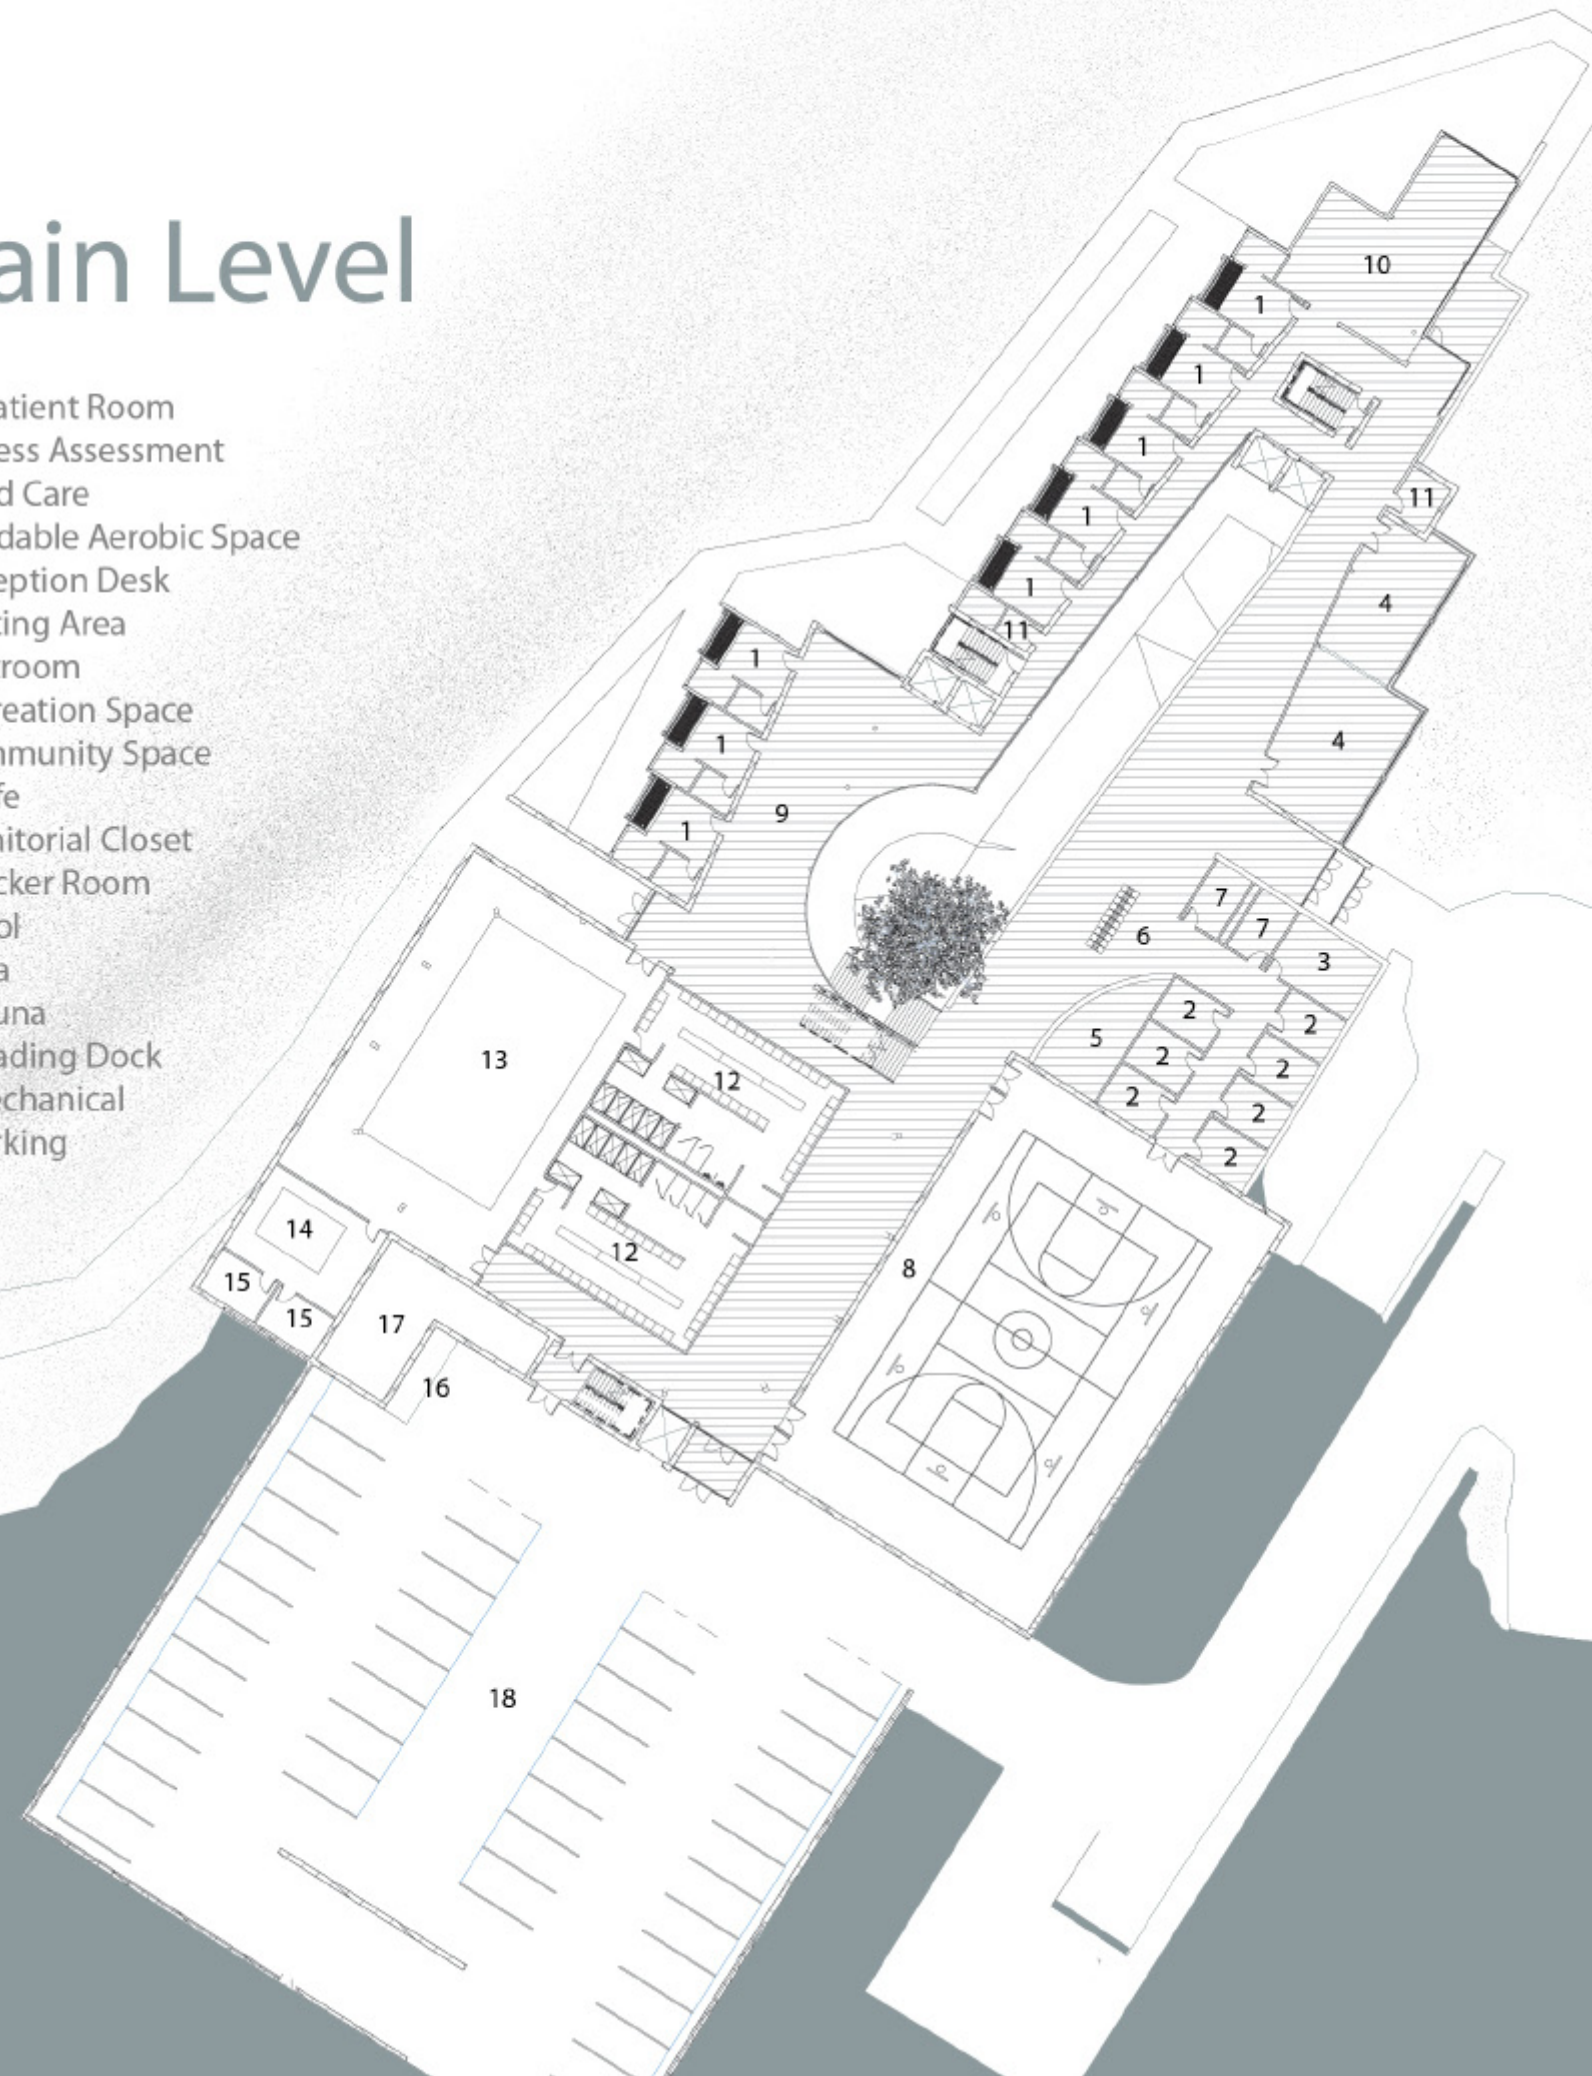 ain Level
atient Room
ess Assessment
d Care
dable Aerobic Space
eption Desk
ting Area
troom
reation Space
mmunity Space
fe
nitorial Closet
cker Room
ol
a
una
ading Dock
echanical
rking
10
1
1
1
11
1
1
4
11
1
4
1
9
1
7
7
6
3
2
2
5
2
13
2
12
2
2
2
14
12
8
15
15
17
16
18